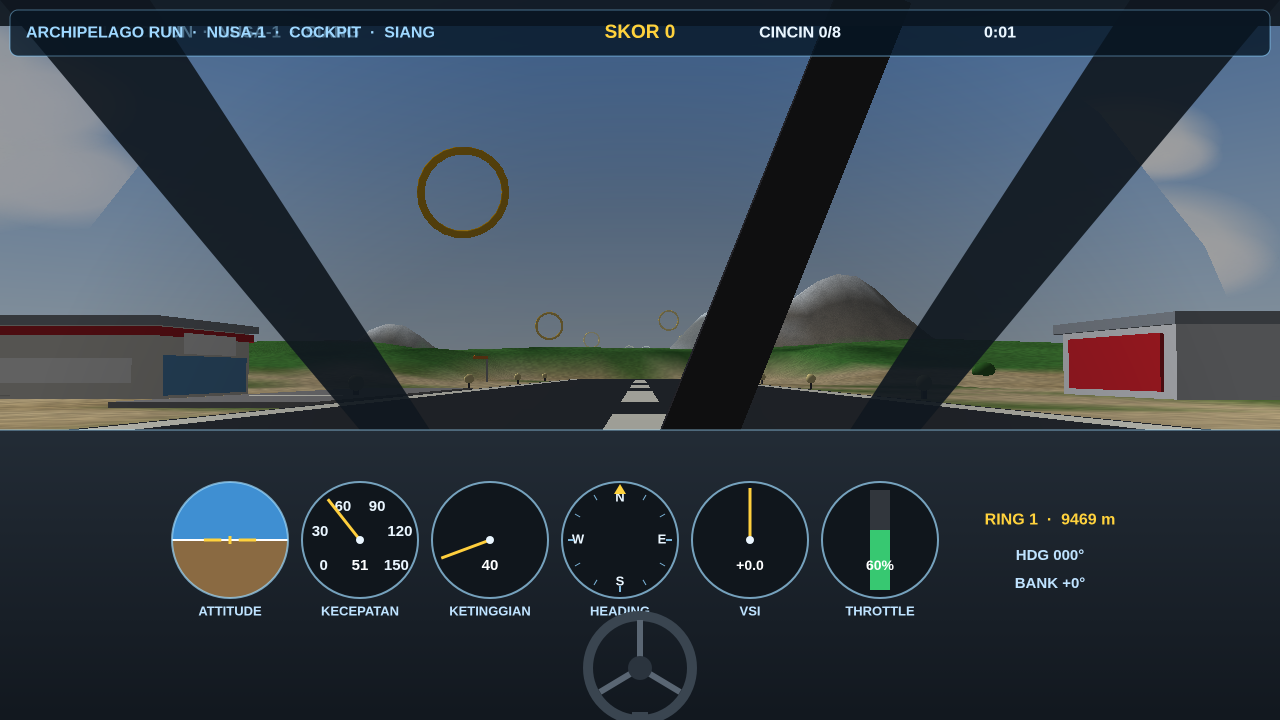 ARCHIPELAGO RUN · NUSA-1 · COCKPIT · SIANG
SKOR 0
CINCIN 0/8
0:01
60 90
30 120
0 51 150
KECEPATAN
ATTITUDE
40
KETINGGIAN
N
W E
S
HEADING
+0.0
VSI
60%
THROTTLE
RING 1 · 9469 m
HDG 000°
BANK +0°